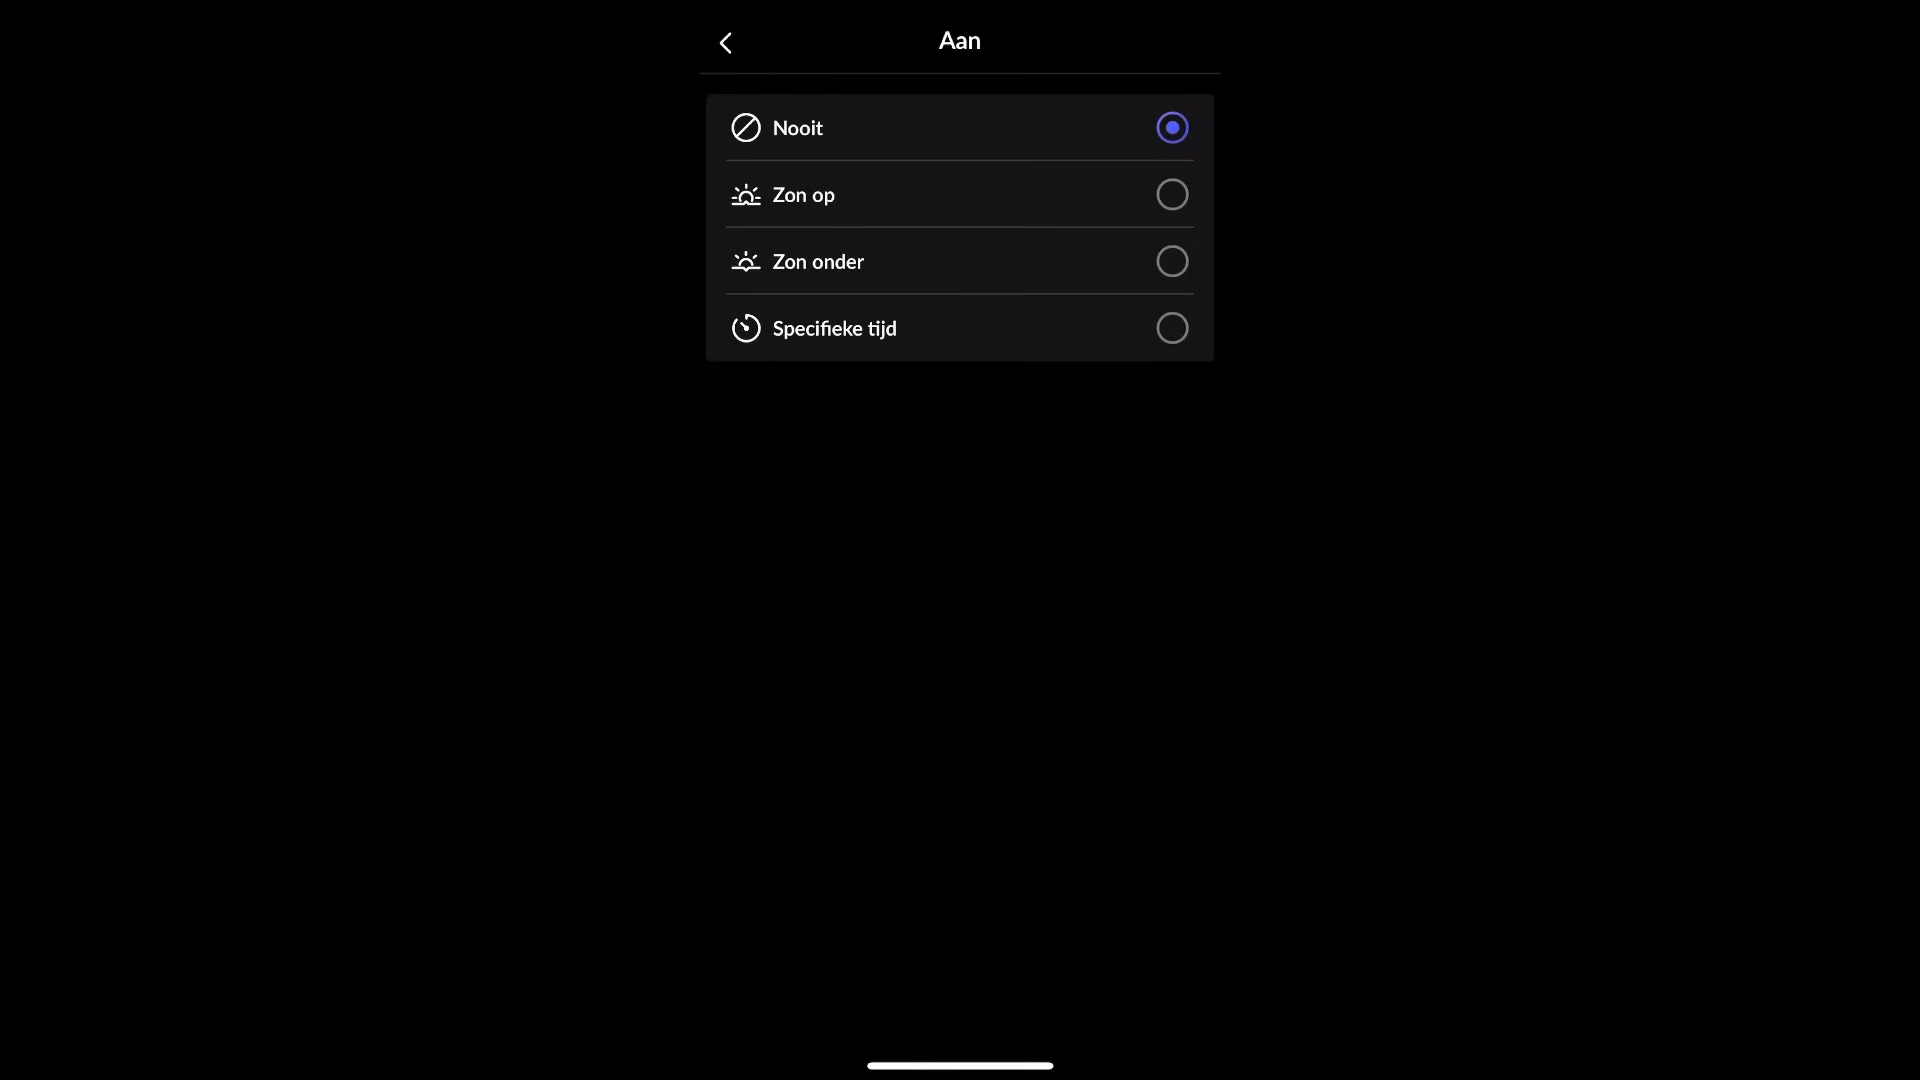 Aan
Nooit
Zon op
Zon onder
Specifieke tijd